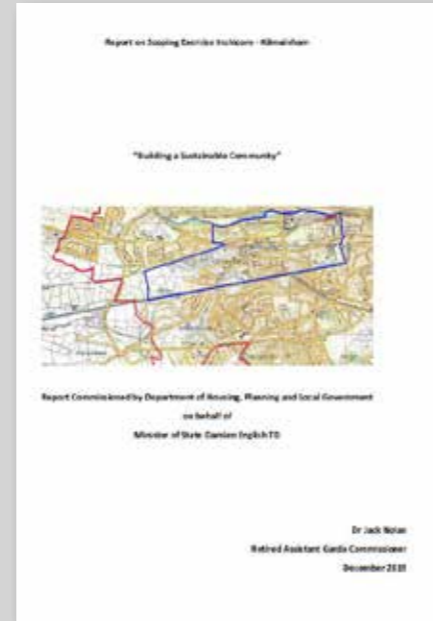 Report on Scoping Exercise Inchicore - Kilmainham
"Building a Sustainable Community"
Report Commissioned by Department of Housing, Planning and Local Government
on behalf of
Minister of State Damien English TD
Dr Jack Nolan
Retired Assistant Garda Commissioner
December 2019